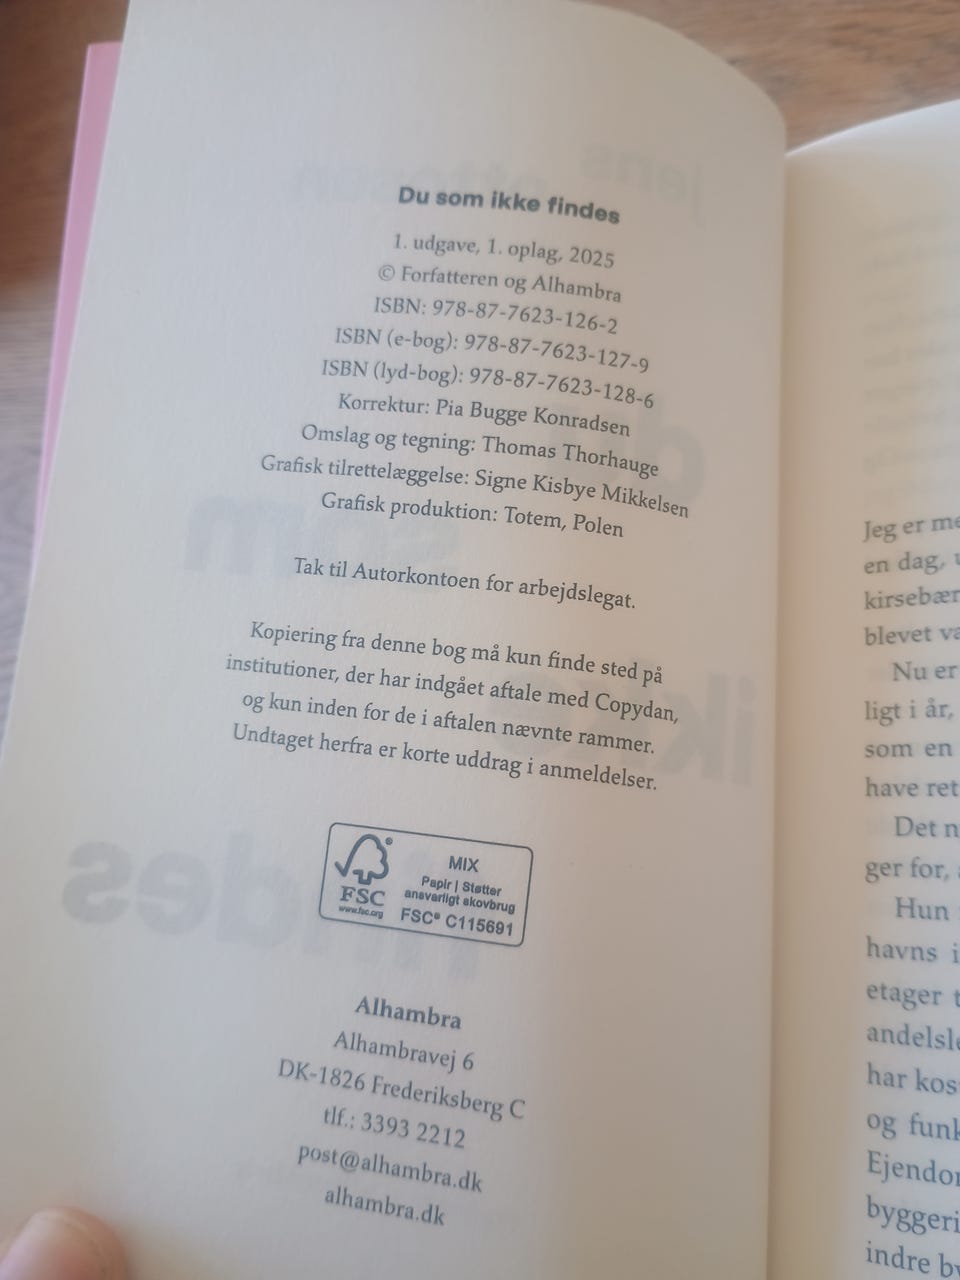 Du som ikke findes
1. udgave, 1. oplag, 2025
© Forfatteren og Alhambra
ISBN: 978-87-7623-126-2
ISBN (e-bog): 978-87-7623-127-9
ISBN (lyd-bog): 978-87-7623-128-6
Korrektur: Pia Bugge Konradsen
Omslag og tegning: Thomas Thorhauge
Grafisk tilrettelæggelse: Signe Kisbye Mikkelsen
Grafisk produktion: Totem, Polen
Tak til Autorkontoen for arbejdslegat.
Kopiering fra denne bog må kun finde sted på
institutioner, der har indgået aftale med Copydan,
og kun inden for de i aftalen nævnte rammer.
Undtaget herfra er korte uddrag i anmeldelser.
FSC
www.fsc.org
MIX
Papir | Støtter
ansvarligt skovbrug
FSC® C115691
Alhambra
Alhambravej 6
DK-1826 Frederiksberg C
tlf.: 3393 2212
post@alhambra.dk
alhambra.dk
Jeg er
en dag,
kirsebær
blevet
Nu er
ligt i år,
som en
have
Det
ger for,
Hun
havns
etager
har
og
indre